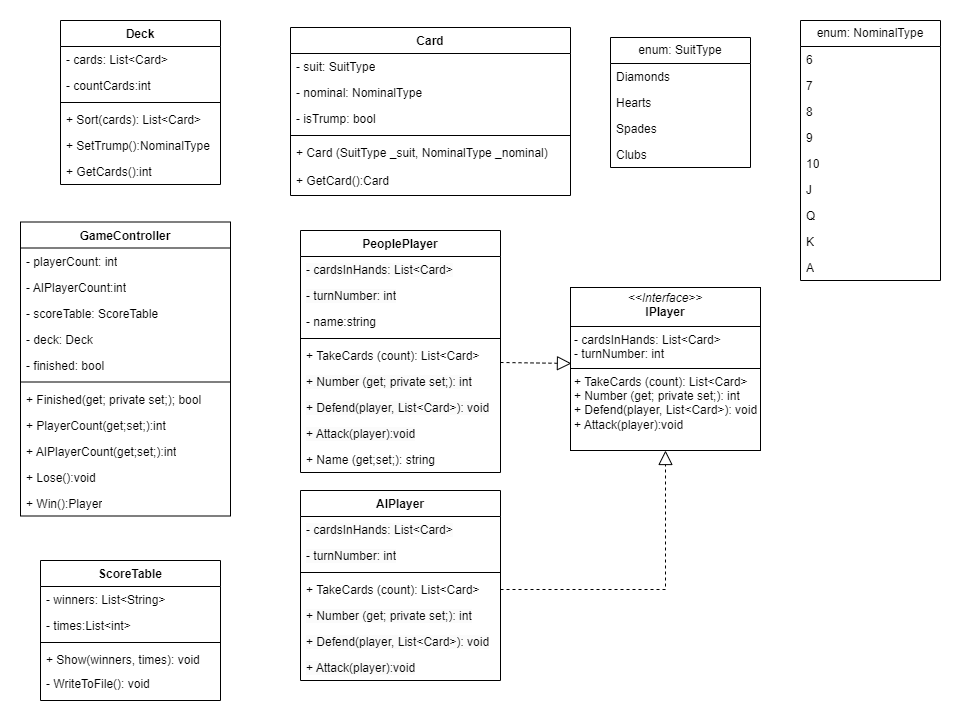 Deck
- cards: List<Card>
- countCards:int
+ Sort(cards): List<Card>
+ SetTrump():NominalType
+ GetCards():int
Card
- suit: SuitType
- nominal: NominalType
- isTrump: bool
+ Card (SuitType _suit, NominalType _nominal)
+ GetCard():Card
enum: SuitType
Diamonds
Hearts
Spades
Clubs
enum: NominalType
6
7
8
9
10
J
Q
K
A
GameController
- playerCount: int
- AIPlayerCount:int
- scoreTable: ScoreTable
- deck: Deck
- finished: bool
+ Finished(get; private set;); bool
+ PlayerCount(get;set;):int
+ AIPlayerCount(get;set;):int
+ Lose():void
+ Win():Player
PeoplePlayer
- cardsInHands: List<Card>
- turnNumber: int
- name:string
+ TakeCards (count): List<Card>
+ Number (get; private set;): int
+ Defend(player, List<Card>): void
+ Attack(player):void
+ Name (get;set;): string
<<Interface>>
IPlayer
- cardsInHands: List<Card>
- turnNumber: int
+ TakeCards (count): List<Card>
+ Number (get; private set;): int
+ Defend(player, List<Card>): void
+ Attack(player):void
AIPlayer
- cardsInHands: List<Card>
- turnNumber: int
+ TakeCards (count): List<Card>
+ Number (get; private set;): int
+ Defend(player, List<Card>): void
+ Attack(player):void
ScoreTable
- winners: List<String>
- times:List<int>
+ Show(winners, times): void
- WriteToFile(): void